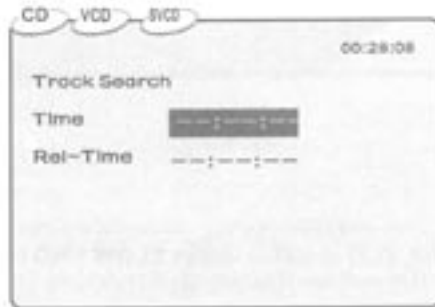 CD VCD SVCD
00:28:08
Track Search
Time --:--:--
Rel-Time --:--:--